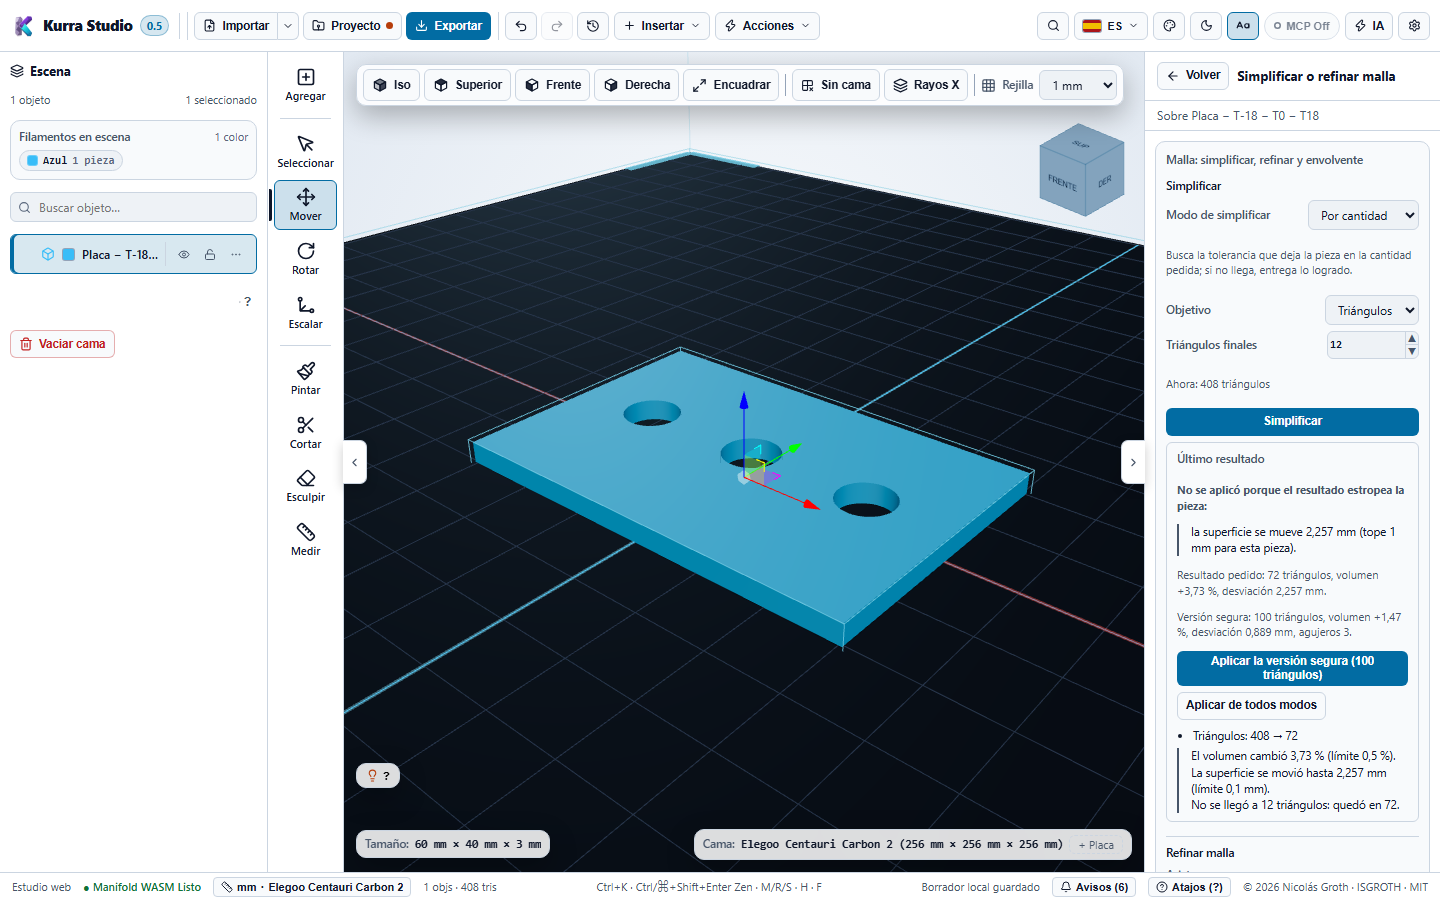 Kurra Studio 0.5
Importar
Proyecto
Exportar
Insertar
Acciones
ES
Aa
MCP Off
IA
Escena
1 objeto
1 seleccionado
Filamentos en escena
1 color
Azul 1 pieza
Buscar objeto...
Placa – T-18...
?
Vaciar cama
Agregar
Seleccionar
Mover
Rotar
Escalar
Pintar
Cortar
Esculpir
Medir
Iso
Superior
Frente
Derecha
Encuadrar
Sin cama
Rayos X
Rejilla
1 mm
SUP
FRENTE
DER
?
Tamaño: 60 mm × 40 mm × 3 mm
Cama: Elegoo Centauri Carbon 2 (256 mm × 256 mm × 256 mm)
+ Placa
Volver
Simplificar o refinar malla
Sobre Placa – T-18 – T0 – T18
Malla: simplificar, refinar y envolvente
Simplificar
Modo de simplificar
Por cantidad
Busca la tolerancia que deja la pieza en la cantidad
pedida; si no llega, entrega lo logrado.
Objetivo
Triángulos
Triángulos finales
12
Ahora: 408 triángulos
Simplificar
Último resultado
No se aplicó porque el resultado estropea la
pieza:
la superficie se mueve 2,257 mm (tope 1
mm para esta pieza).
Resultado pedido: 72 triángulos, volumen
+3,73 %, desviación 2,257 mm.
Versión segura: 100 triángulos, volumen +1,47
%, desviación 0,889 mm, agujeros 3.
Aplicar la versión segura (100
triángulos)
Aplicar de todos modos
• Triángulos: 408 → 72
El volumen cambió 3,73 % (límite 0,5 %).
La superficie se movió hasta 2,257 mm
(límite 0,1 mm).
No se llegó a 12 triángulos: quedó en 72.
Refinar malla
Estudio web
Manifold WASM Listo
mm · Elegoo Centauri Carbon 2
1 objs · 408 tris
Ctrl+K · Ctrl/⌘+Shift+Enter Zen · M/R/S · H · F
Borrador local guardado
Avisos (6)
Atajos (?)
© 2026 Nicolás Groth · ISGROTH · MIT